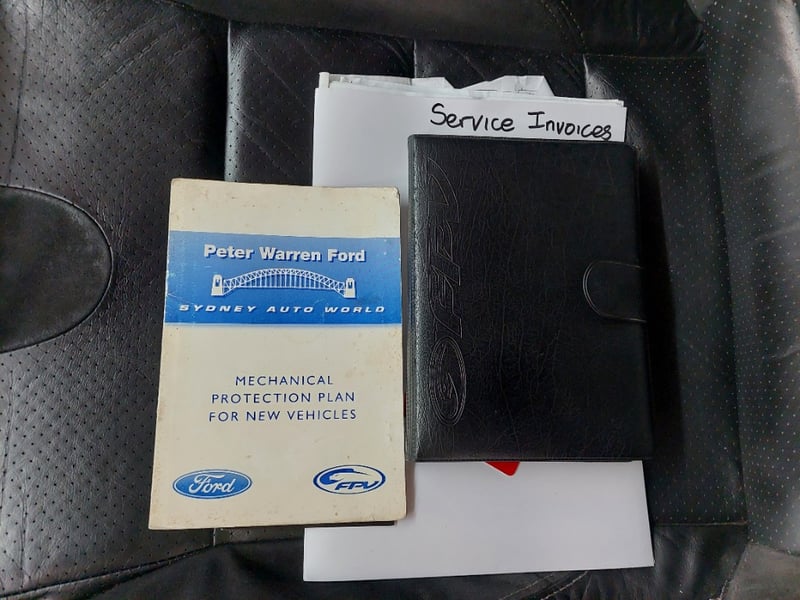 Service Invoices
Peter Warren Ford
SYDNEY AUTO WORLD
MECHANICAL
PROTECTION PLAN
FOR NEW VEHICLES
Ford
FPV
FPV